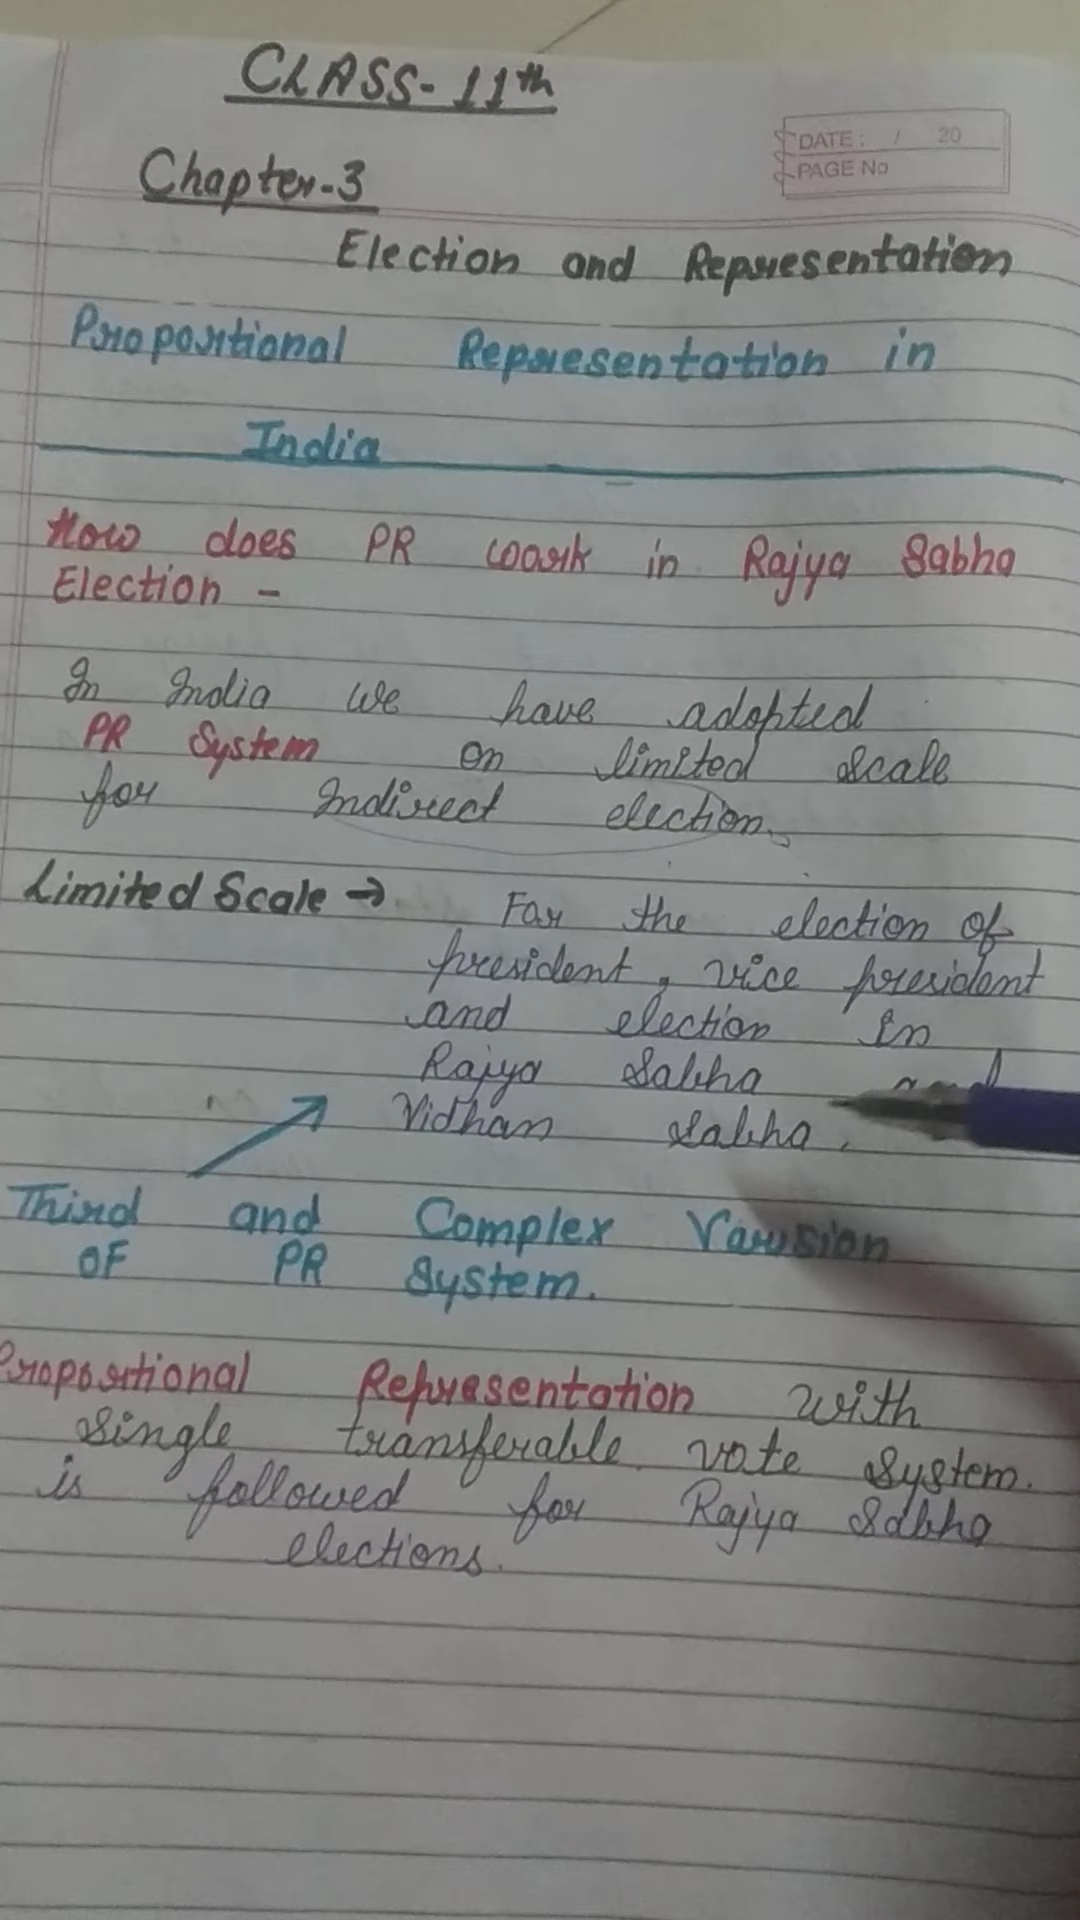 CLASS- 11th
DATE: / 20
PAGE No
Chapter-3
Election and Representation
Proportional Representation in
India
How does PR work in Rajya Sabha
Election -
In India we have adopted
PR System on limited scale
for Indirect election.
Limited Scale → For the election of
president, vice president
and election in
Rajya Sabha and
Vidhan Sabha.
Third and Complex Varision
OF PR System.
Proportional Representation with
single transferable vote system.
is followed for Rajya Sabha
elections.